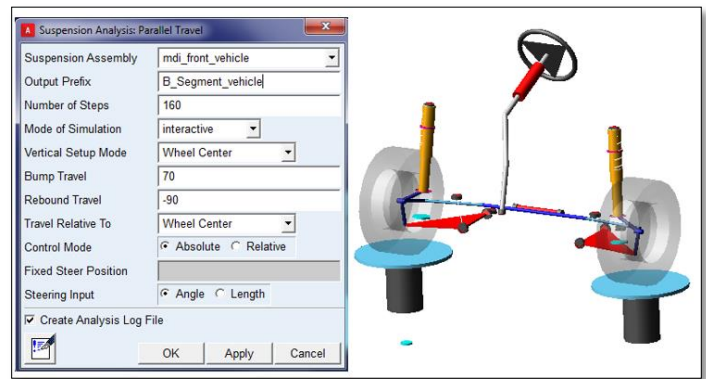 Suspension Analysis: Parallel Travel
Suspension Assembly mdi_front_vehicle
Output Prefix B_Segment_vehicle
Number of Steps 160
Mode of Simulation interactive
Vertical Setup Mode Wheel Center
Bump Travel 70
Rebound Travel -90
Travel Relative To Wheel Center
Control Mode Absolute Relative
Fixed Steer Position
Steering Input Angle Length
Create Analysis Log File
OK Apply Cancel